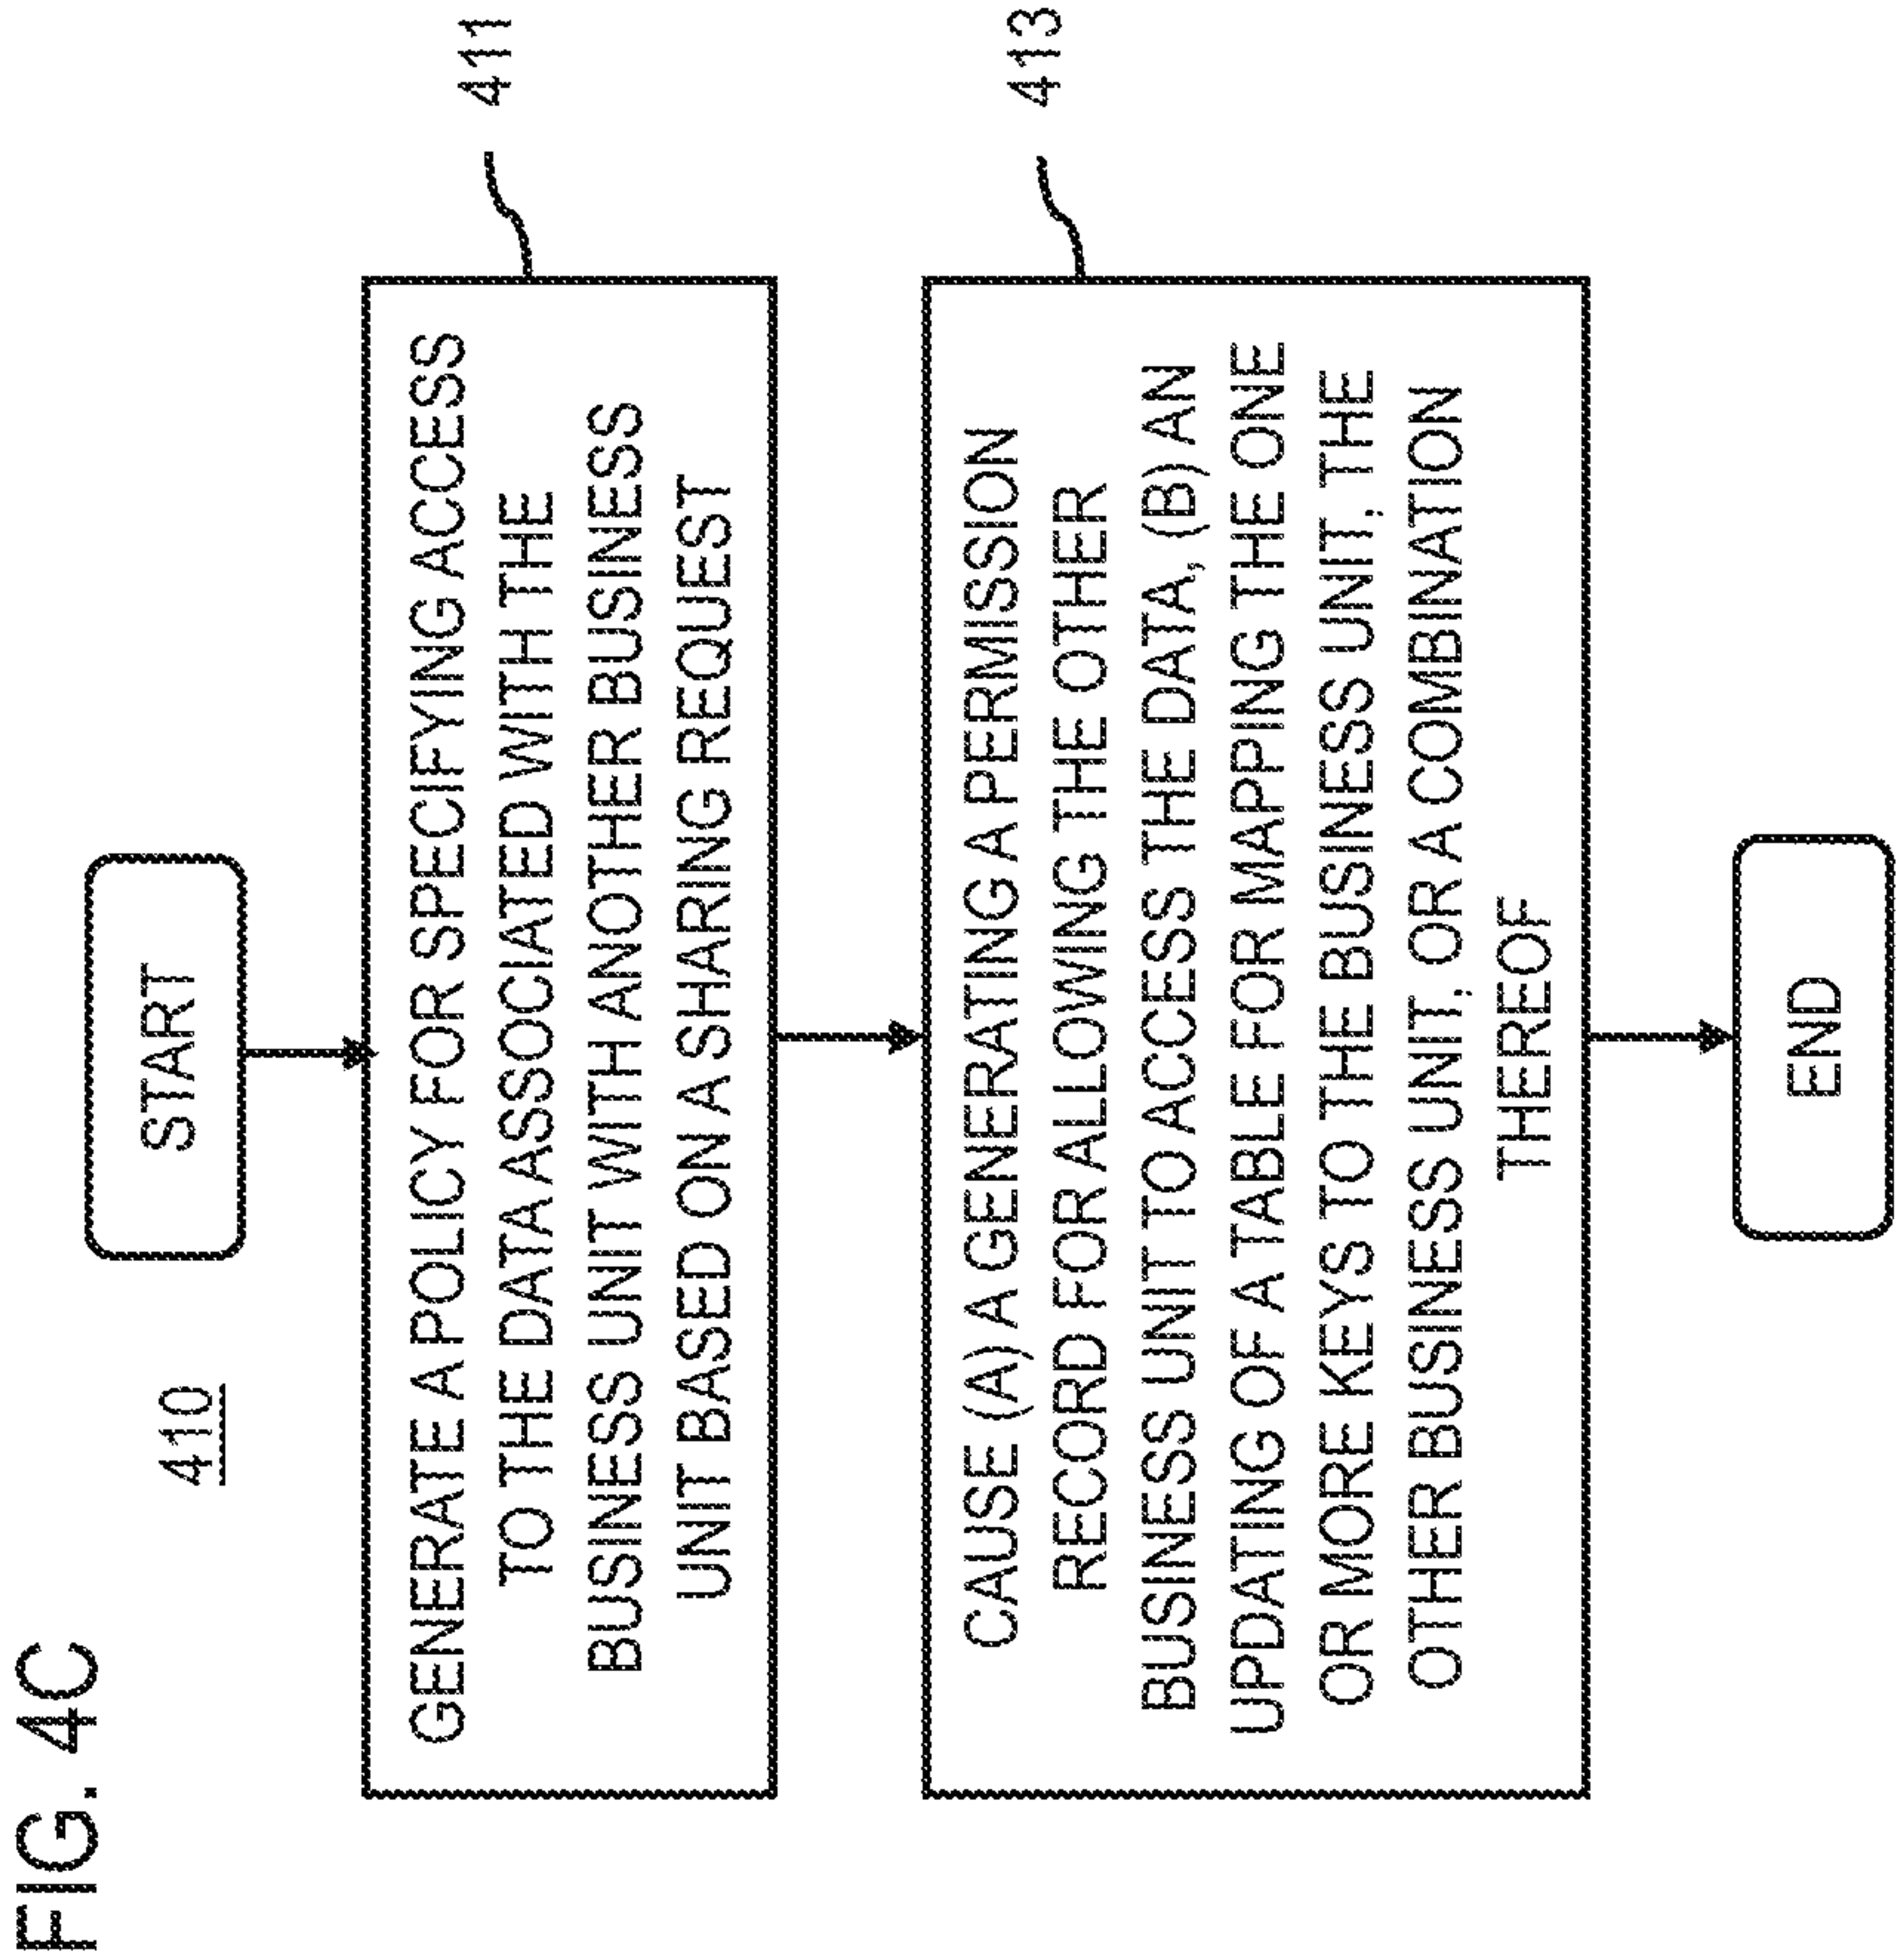 FIG. 4C
410
START
GENERATE A POLICY FOR SPECIFYING ACCESS
TO THE DATA ASSOCIATED WITH THE
BUSINESS UNIT WITH ANOTHER BUSINESS
UNIT BASED ON A SHARING REQUEST
411
CAUSE (A) A GENERATING A PERMISSION
RECORD FOR ALLOWING THE OTHER
BUSINESS UNIT TO ACCESS THE DATA, (B) AN
UPDATING OF A TABLE FOR MAPPING THE ONE
OR MORE KEYS TO THE BUSINESS UNIT, THE
OTHER BUSINESS UNIT, OR A COMBINATION
THEREOF
413
END